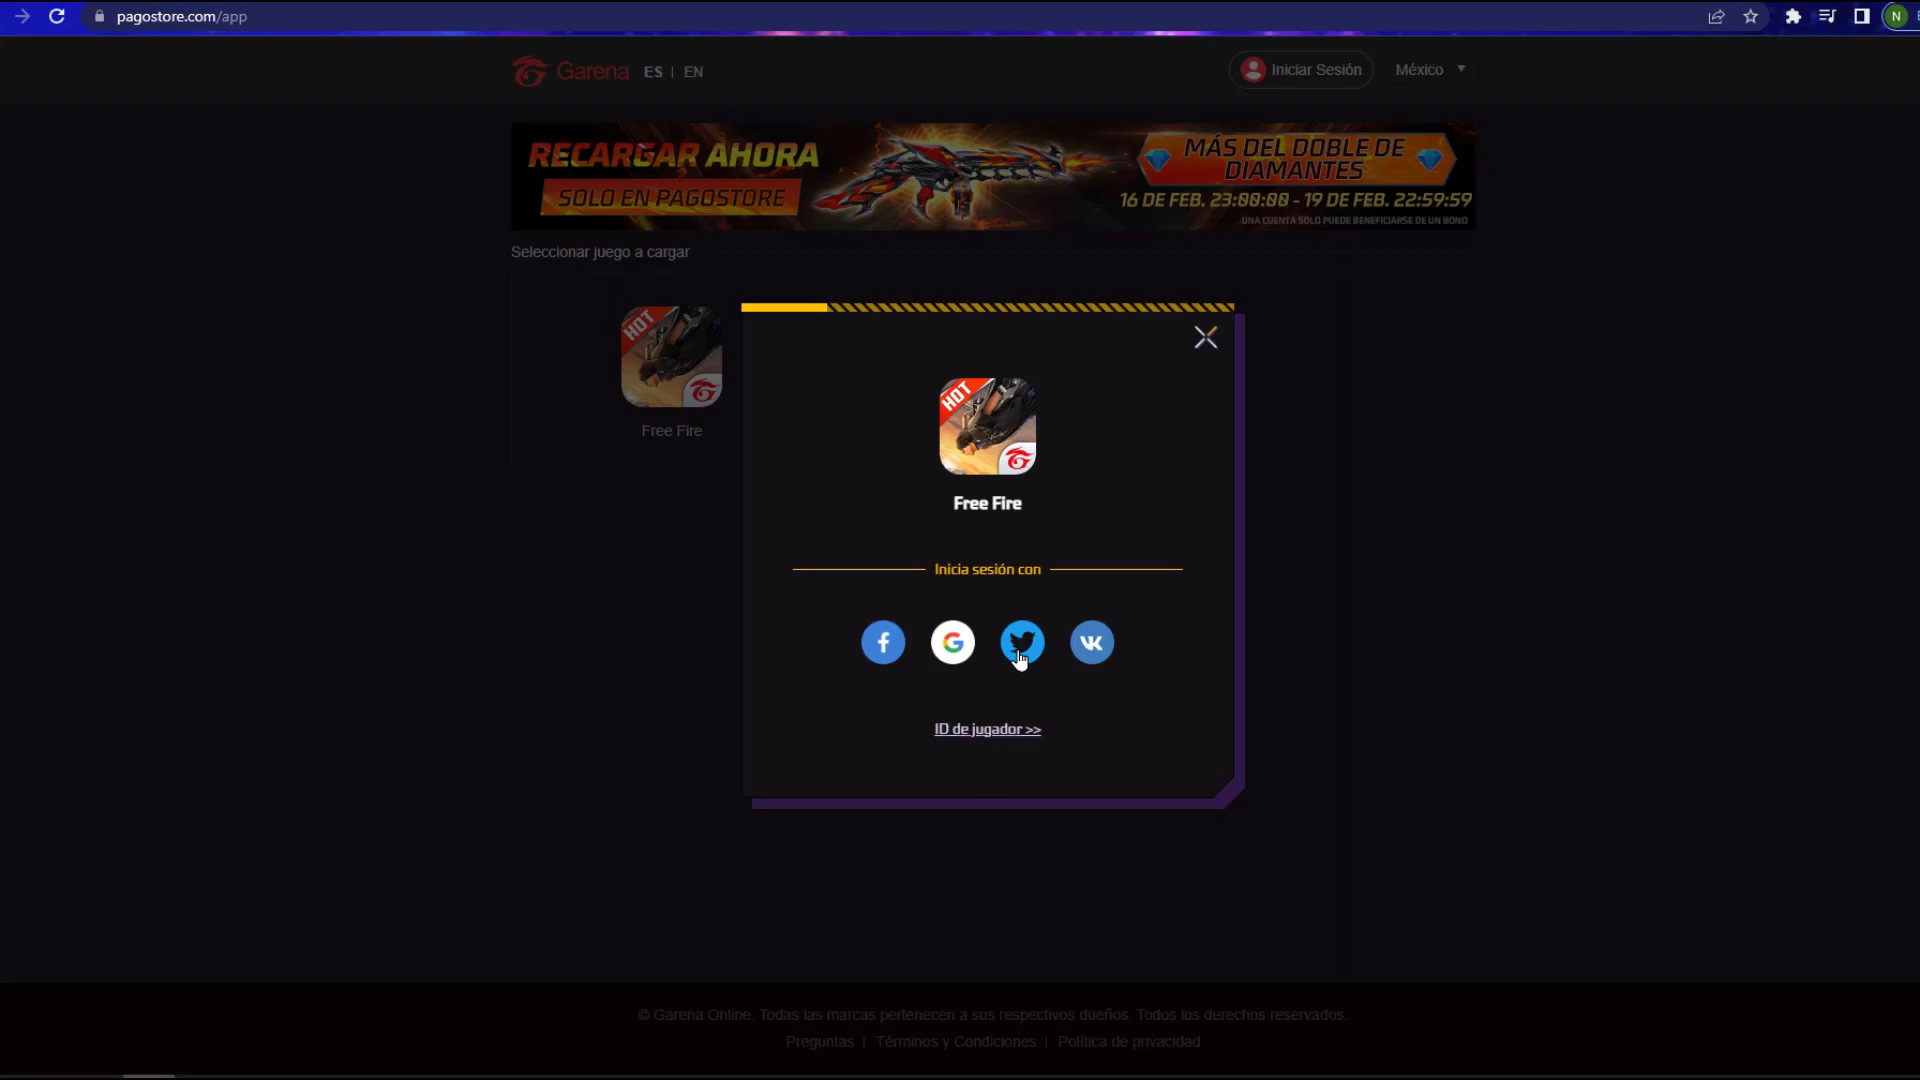 pagostore.com/app
N
Garena ES | EN
Iniciar Sesión México
RECARGAR AHORA
SOLO EN PAGOSTORE
MÁS DEL DOBLE DE
DIAMANTES
16 DE FEB. 23:00:00 - 19 DE FEB. 22:59:59
UNA CUENTA SOLO PUEDE BENEFICIARSE DE UN BONO
Seleccionar juego a cargar
HOT
Free Fire
HOT
Free Fire
Inicia sesión con
ID de jugador >>
© Garena Online. Todas las marcas pertenecen a sus respectivos dueños. Todos los derechos reservados.
Preguntas | Términos y Condiciones | Política de privacidad